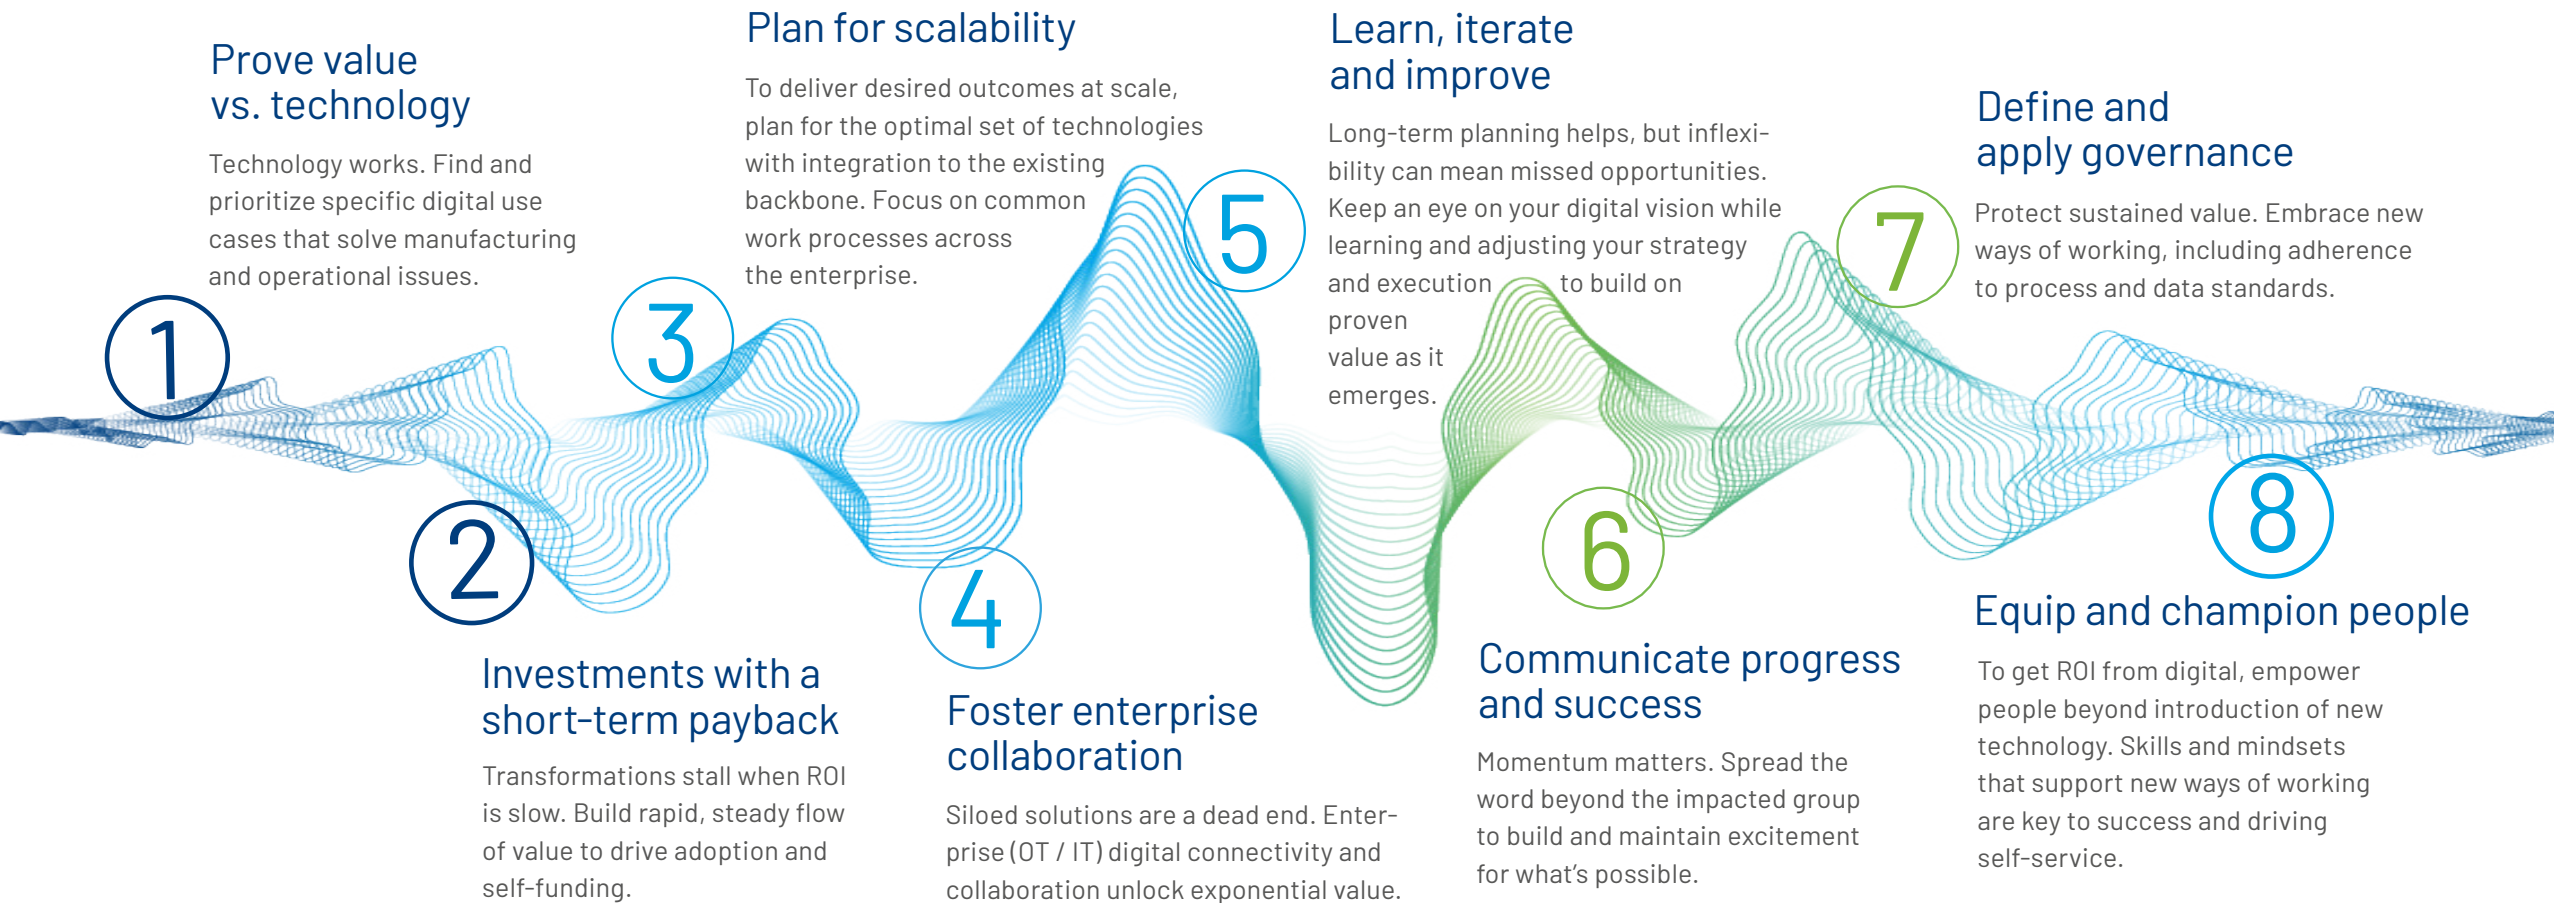 1
Prove value
vs. technology
Technology works. Find and
prioritize specific digital use
cases that solve manufacturing
and operational issues.
2
Investments with a
short-term payback
Transformations stall when ROI
is slow. Build rapid, steady flow
of value to drive adoption and
self-funding.
3
Plan for scalability
To deliver desired outcomes at scale,
plan for the optimal set of technologies
with integration to the existing
backbone. Focus on common
work processes across
the enterprise.
4
Foster enterprise
collaboration
Siloed solutions are a dead end. Enter-
prise (OT / IT) digital connectivity and
collaboration unlock exponential value.
5
Learn, iterate
and improve
Long-term planning helps, but inflexi-
bility can mean missed opportunities.
Keep an eye on your digital vision while
learning and adjusting your strategy
and execution to build on
proven
value as it
emerges.
6
Communicate progress
and success
Momentum matters. Spread the
word beyond the impacted group
to build and maintain excitement
for what's possible.
7
Define and
apply governance
Protect sustained value. Embrace new
ways of working, including adherence
to process and data standards.
8
Equip and champion people
To get ROI from digital, empower
people beyond introduction of new
technology. Skills and mindsets
that support new ways of working
are key to success and driving
self-service.